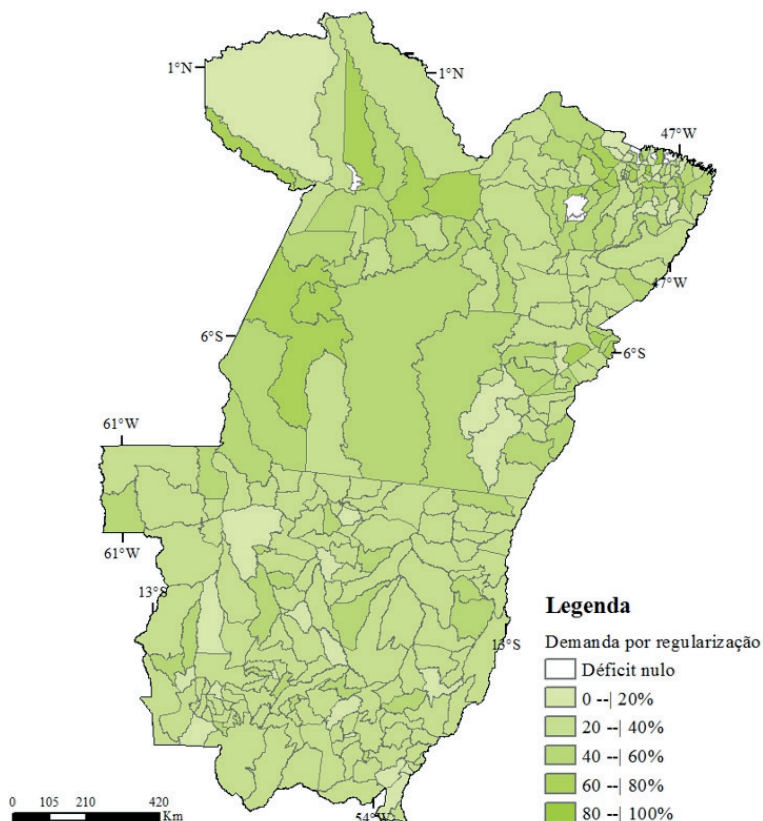 1°N
1°N
47°W
47°W
6°S
6°S
61°W
61°W
13°S
13°S
54°W
Legenda
Demanda por regularização
Déficit nulo
0 --| 20%
20 --| 40%
40 --| 60%
60 --| 80%
80 --| 100%
0 105 210 420
Km